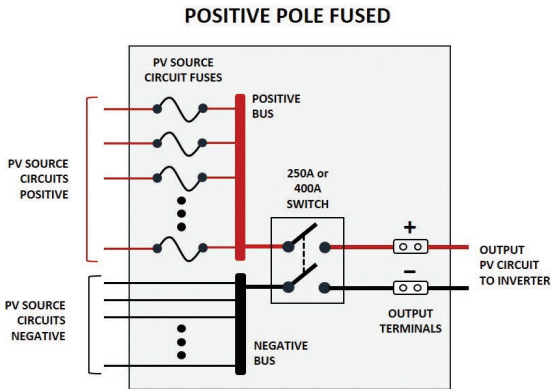 POSITIVE POLE FUSED
PV SOURCE
CIRCUIT FUSES
POSITIVE
BUS
PV SOURCE
CIRCUITS
POSITIVE
250A or
400A
SWITCH
+
OUTPUT
PV CIRCUIT
TO INVERTER
−
PV SOURCE
CIRCUITS
NEGATIVE
OUTPUT
TERMINALS
NEGATIVE
BUS